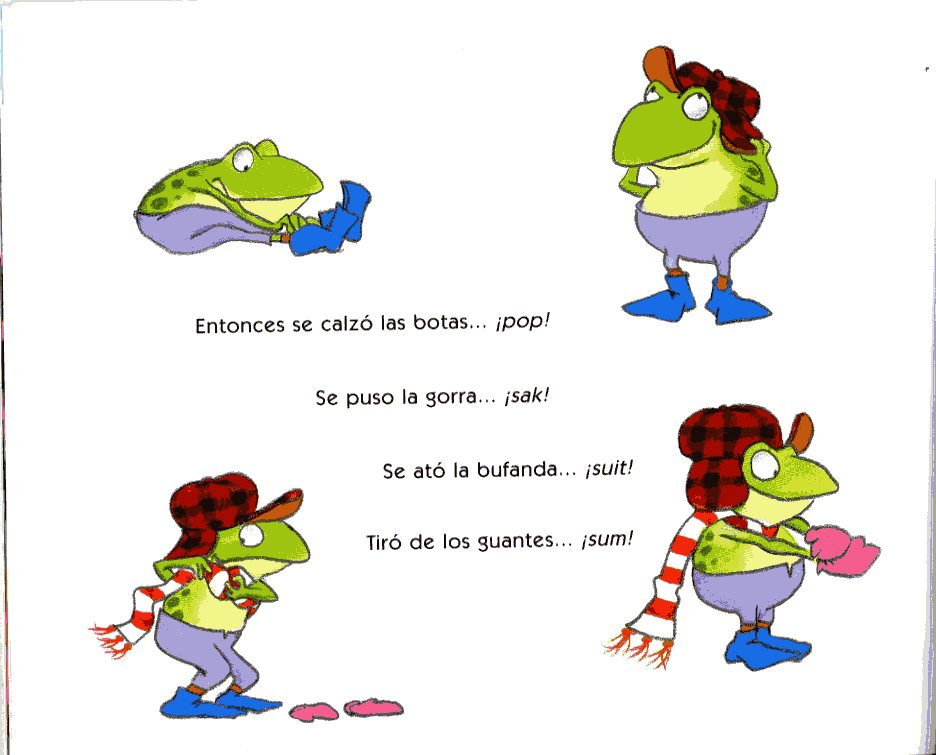 Entonces se calzó las botas... ¡pop!
Se puso la gorra... ¡sak!
Se ató la bufanda... ¡suit!
Tiró de los guantes... ¡sum!